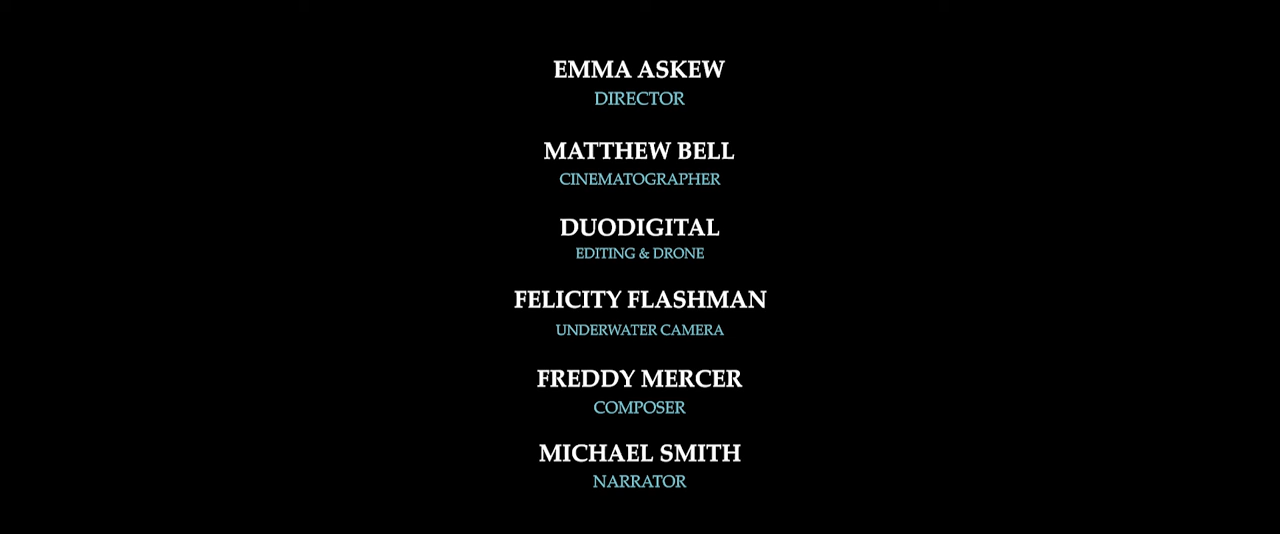 EMMA ASKEW
DIRECTOR
MATTHEW BELL
CINEMATOGRAPHER
DUODIGITAL
EDITING & DRONE
FELICITY FLASHMAN
UNDERWATER CAMERA
FREDDY MERCER
COMPOSER
MICHAEL SMITH
NARRATOR